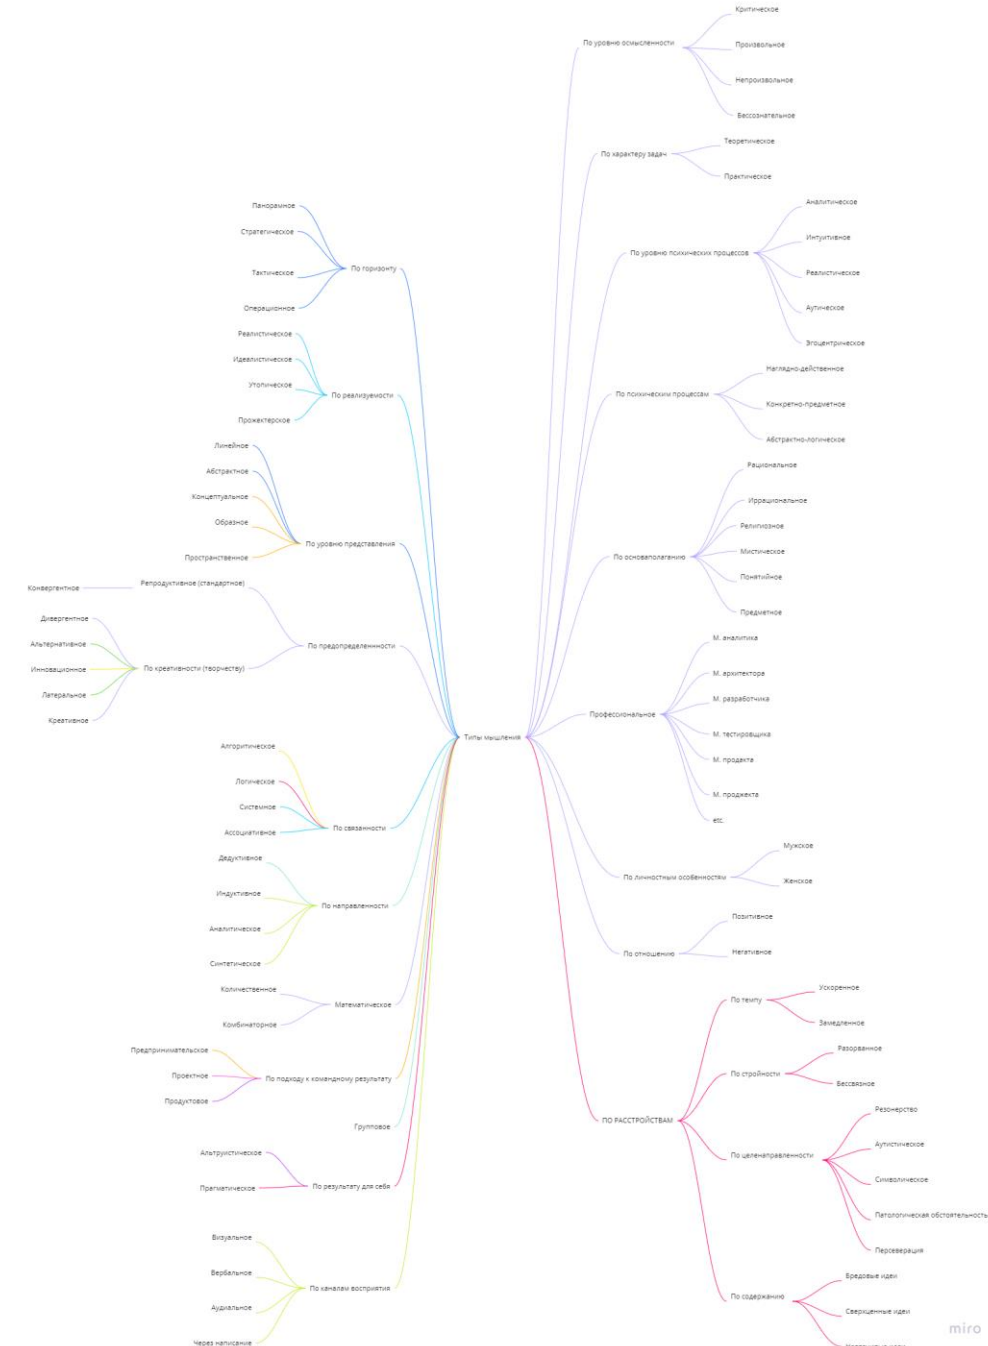 Критическое
По уровню осмысленности
Произвольное
Непроизвольное
Бессознательное
Теоретическое
По характеру задач
Практическое
Аналитическое
Интуитивное
По уровню психических процессов
Реалистическое
Аутическое
Эгоцентрическое
Наглядно-действенное
По психическим процессам
Конкретно-предметное
Абстрактно-логическое
Рациональное
Иррациональное
Религиозное
По основаполагению
Мистическое
Понятийное
Предметное
М. аналитика
М. архитектора
М. разработчика
Профессиональное
М. тестировщика
М. продакта
М. проджекта
etc.
Мужское
По личностным особенностям
Женское
Позитивное
По отношению
Негативное
ПО РАССТРОЙСТВАМ
По темпу
Ускоренное
Замедленное
По стройности
Разорванное
Бессвязное
По целенаправленности
Резонерство
Аутистическое
Символическое
Патологическая обстоятельность
Персеверация
По содержанию
Бредовые идеи
Сверхценные идеи
Типы мышления
Панорамное
Стратегическое
По горизонту
Тактическое
Операционное
Реалистическое
Идеалистическое
Утопическое
По реализуемости
Прожектерское
Линейное
Абстрактное
Концептуальное
Образное
По уровню представления
Пространственное
По предопределеннности
Репродуктивное (стандартное)
Конвергентное
По креативности (творчеству)
Дивергентное
Альтернативное
Инновационное
Латеральное
Креативное
Алгоритическое
Логическое
Системное
По связанности
Ассоциативное
Дедуктивное
Индуктивное
По направленности
Аналитическое
Синтетическое
Количественное
Математическое
Комбинаторное
Предпринимательское
Проектное
По подходу к командному результату
Продуктовое
Групповое
Альтруистическое
По результату для себя
Прагматическое
Визуальное
Вербальное
По каналам восприятия
Аудиальное
Через написание
miro